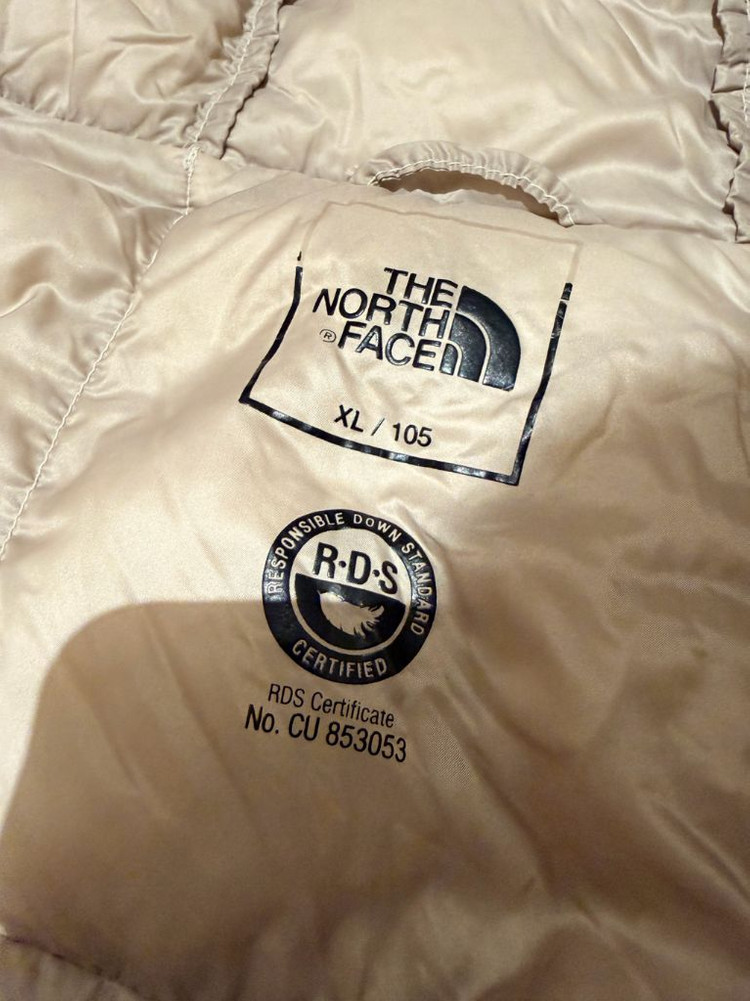 THE
NORTH
FACE
®
XL / 105
RESPONSIBLE DOWN STANDARD
R·D·S
CERTIFIED
RDS Certificate
No. CU 853053